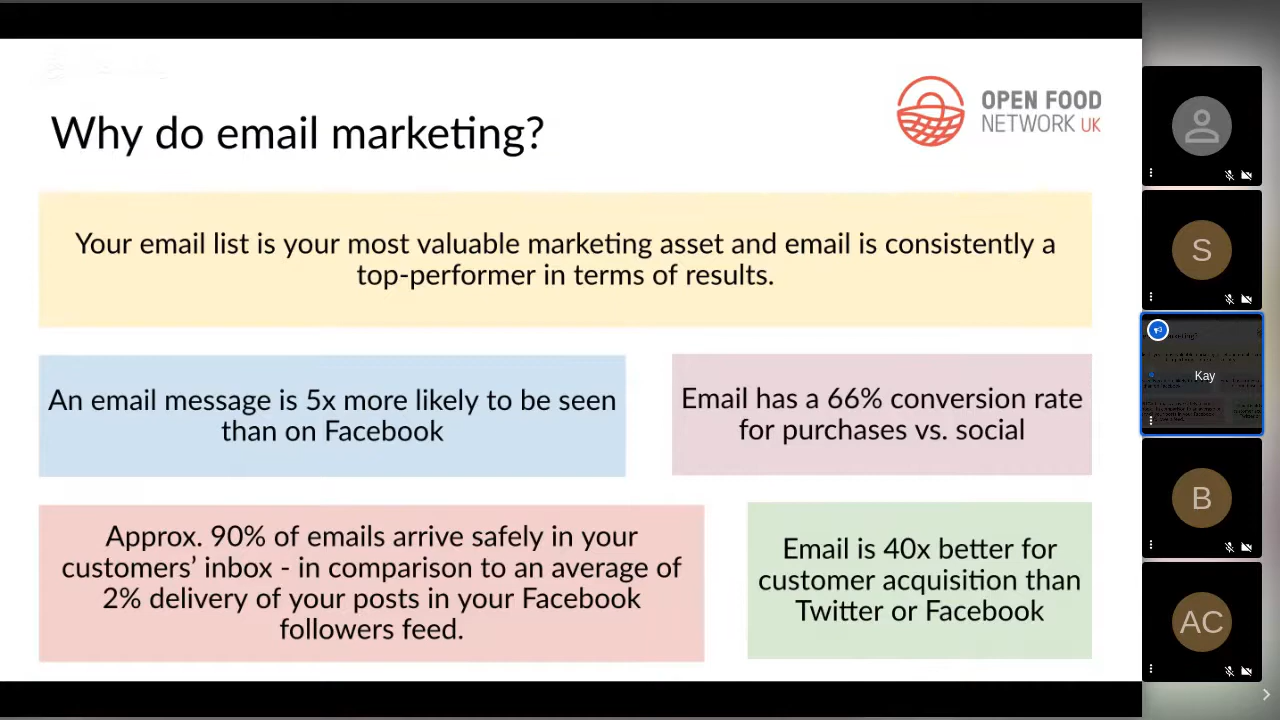 OPEN FOOD
NETWORK UK
Why do email marketing?
Your email list is your most valuable marketing asset and email is consistently a
top-performer in terms of results.
An email message is 5x more likely to be seen
than on Facebook
Email has a 66% conversion rate
for purchases vs. social
Approx. 90% of emails arrive safely in your
customers’ inbox - in comparison to an average of
2% delivery of your posts in your Facebook
followers feed.
Email is 40x better for
customer acquisition than
Twitter or Facebook
S
Kay
B
AC